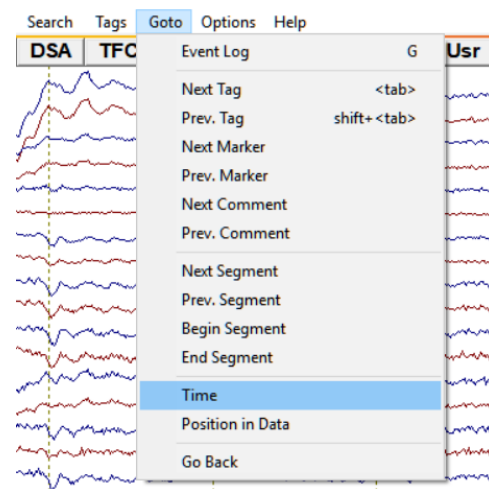 Search Tags Goto Options Help
DSA TFC Usr
Event Log G
Next Tag <tab>
Prev. Tag shift+<tab>
Next Marker
Prev. Marker
Next Comment
Prev. Comment
Next Segment
Prev. Segment
Begin Segment
End Segment
Time
Position in Data
Go Back